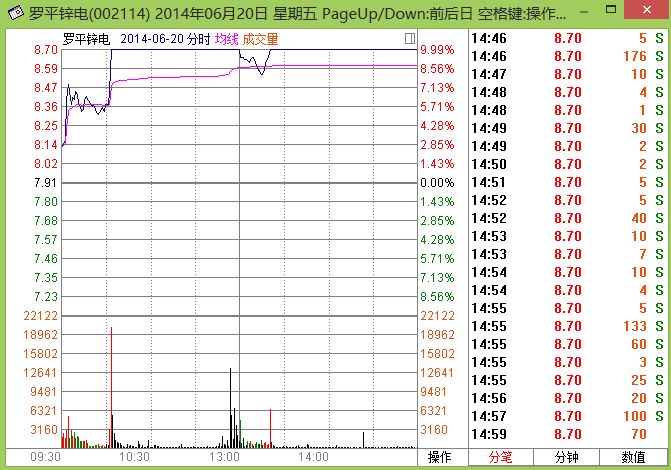 罗平锌电(002114) 2014年06月20日 星期五 PageUp/Down:前后日 空格键:操作...
罗平锌电 2014-06-20 分时 均线 成交量
8.70 9.99%
8.59 8.56%
8.47 7.13%
8.36 5.71%
8.25 4.28%
8.14 2.85%
8.02 1.43%
7.91 0.00%
7.80 1.43%
7.68 2.85%
7.57 4.28%
7.46 5.71%
7.35 7.13%
7.23 8.56%
22122 22122
18962 18962
15802 15802
12641 12641
9481 9481
6321 6321
3160 3160
09:30 10:30 13:00 14:00 操作
14:46 8.70 5 S
14:46 8.70 176 S
14:47 8.70 10 S
14:48 8.70 4 S
14:48 8.70 1 S
14:49 8.70 30 S
14:49 8.70 2 S
14:50 8.70 2 S
14:51 8.70 5 S
14:52 8.70 5 S
14:52 8.70 40 S
14:53 8.70 10 S
14:53 8.70 7 S
14:54 8.70 10 S
14:54 8.70 4 S
14:55 8.70 5 S
14:55 8.70 133 S
14:55 8.70 60 S
14:55 8.70 3 S
14:55 8.70 25 S
14:56 8.70 20 S
14:57 8.70 100 S
14:59 8.70 70
分笔 分钟 数值